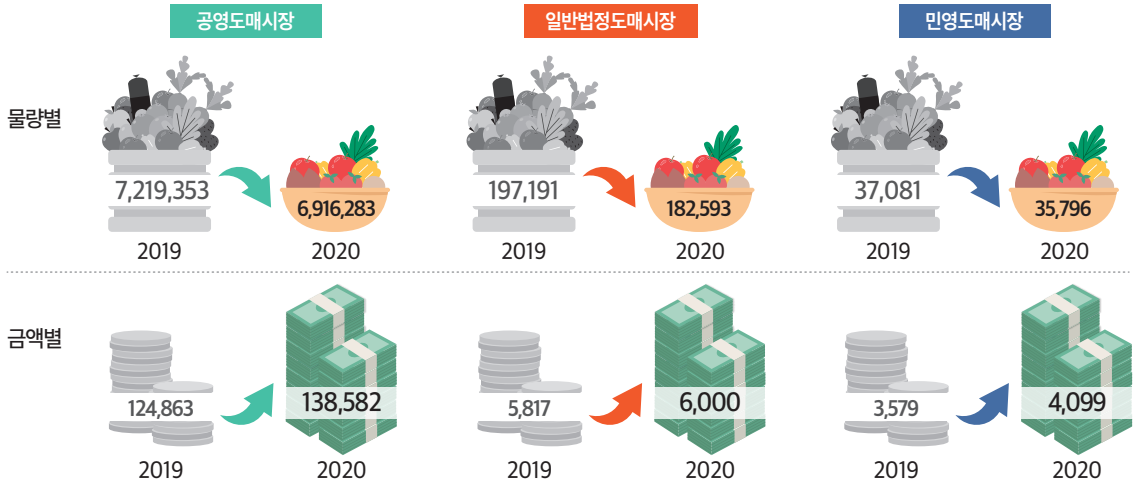 공영도매시장 일반법정도매시장 민영도매시장
물량별
7,219,353 6,916,283 197,191 182,593 37,081 35,796
2019 2020 2019 2020 2019 2020
금액별
124,863 138,582 5,817 6,000 3,579 4,099
2019 2020 2019 2020 2019 2020